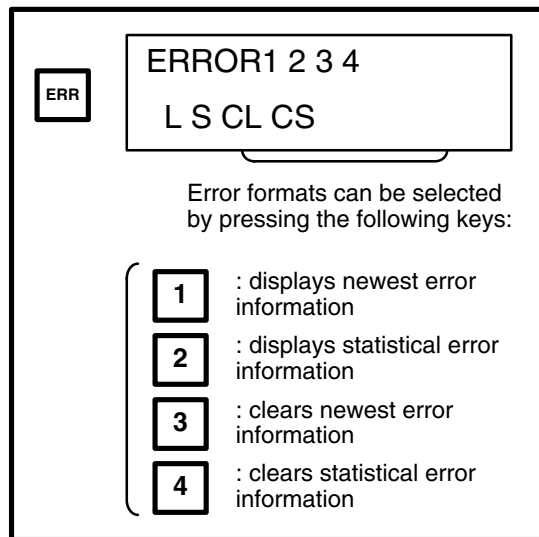 ERR
ERROR1 2 3 4
L S CL CS
Error formats can be selected
by pressing the following keys:
1 : displays newest error
information
2 : displays statistical error
information
3 : clears newest error
information
4 : clears statistical error
information